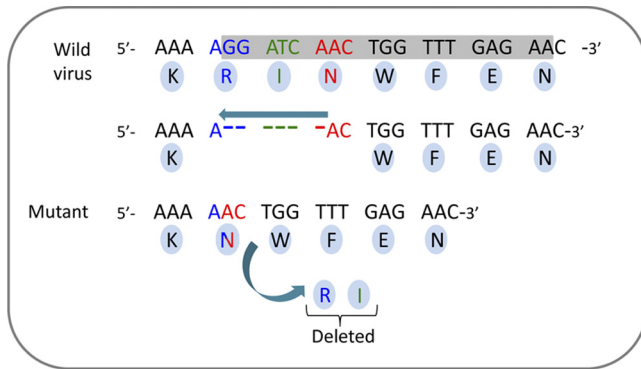 Wild virus 5’- AAA AGG ATC AAC TGG TTT GAG AAC -3’
K R I N W F E N
5’- AAA A-- --- -AC TGG TTT GAG AAC-3’
K W F E N
Mutant 5’- AAA AAC TGG TTT GAG AAC-3’
K N W F E N
R I
Deleted